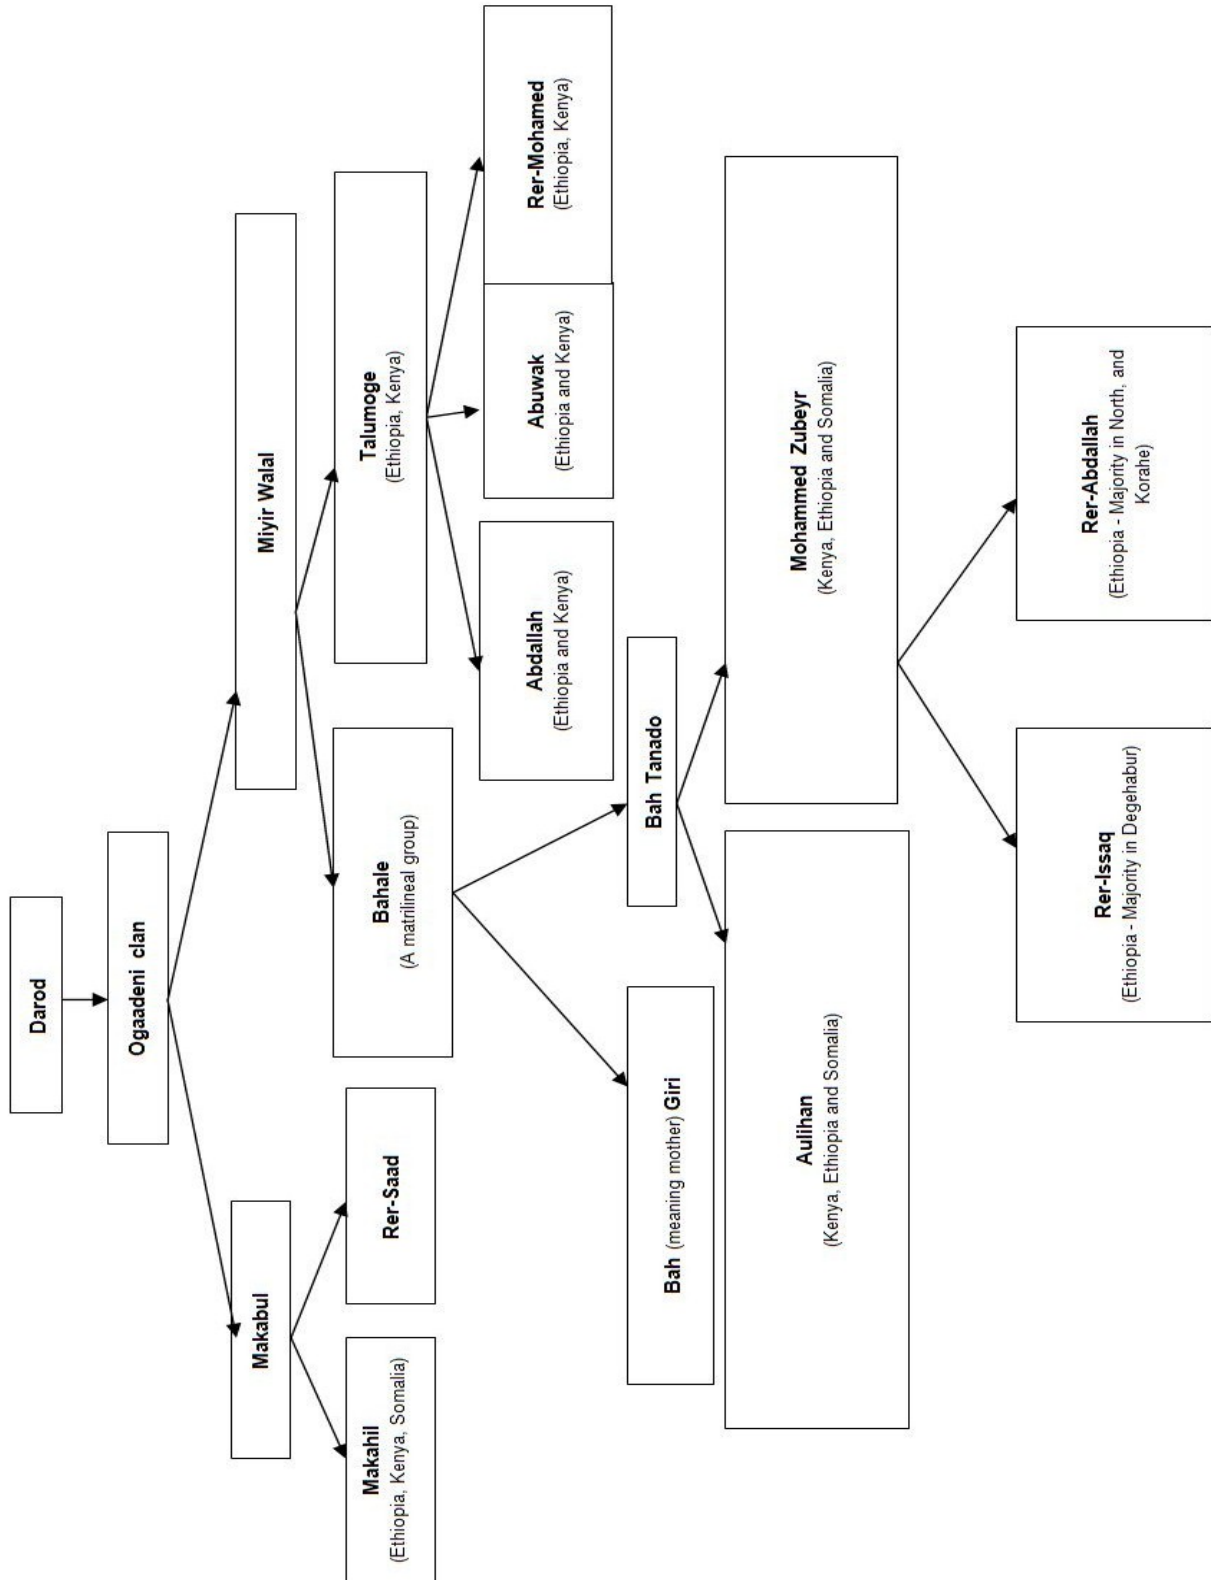 Darod
Ogaadeni clan
Makabul
Miyir Walal
Makahil
(Ethiopia, Kenya, Somalia)
Rer-Saad
Bahale
(A matrilineal group)
Talumoge
(Ethiopia, Kenya)
Abdallah
(Ethiopia and Kenya)
Abuwak
(Ethiopia and Kenya)
Rer-Mohamed
(Ethiopia, Kenya)
Bah (meaning mother) Giri
Bah Tanado
Aulihan
(Kenya, Ethiopia and Somalia)
Mohammed Zubeyr
(Kenya, Ethiopia and Somalia)
Rer-Issaq
(Ethiopia - Majority in Degehabur)
Rer-Abdallah
(Ethiopia - Majority in North, and
Korahe)